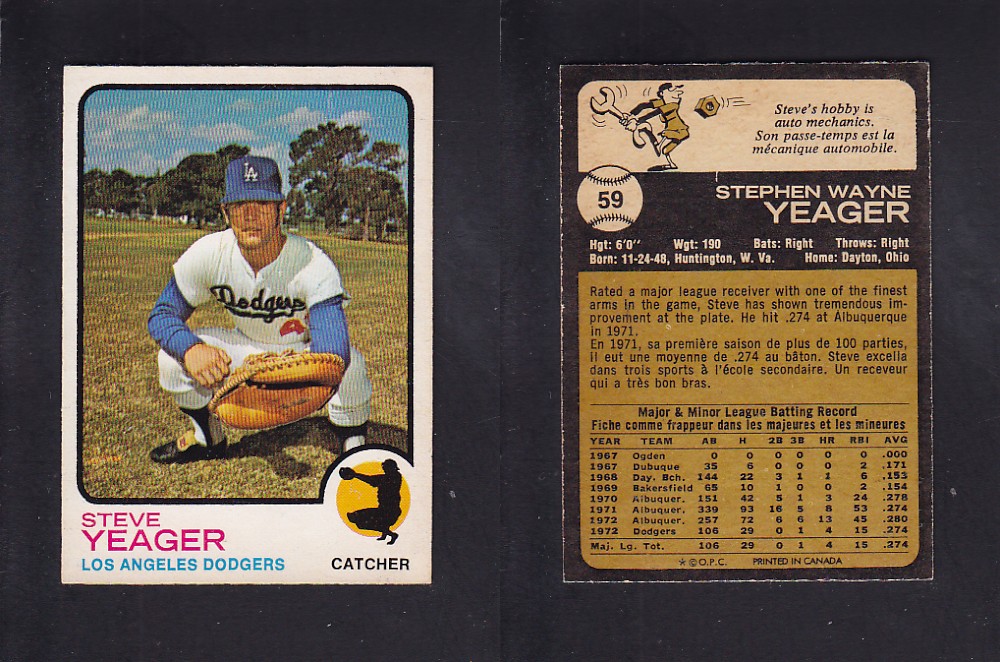 LA
Dodgers
4
STEVE
YEAGER
LOS ANGELES DODGERS
CATCHER
Steve's hobby is
auto mechanics.
Son passe-temps est la
mécanique automobile.
59
STEPHEN WAYNE
YEAGER
Hgt: 6'0" Wgt: 190 Bats: Right Throws: Right
Born: 11-24-48, Huntington, W. Va. Home: Dayton, Ohio
Rated a major league receiver with one of the finest
arms in the game, Steve has shown tremendous im-
provement at the plate. He hit .274 at Albuquerque
in 1971.
En 1971, sa première saison de plus de 100 parties,
il eut une moyenne de .274 au bâton. Steve excella
dans trois sports à l'école secondaire. Un receveur
qui a très bon bras.
Major & Minor League Batting Record
Fiche comme frappeur dans les majeures et les mineures
YEAR TEAM AB H 2B 3B HR RBI AVG
1967 Ogden 0 0 0 0 0 0 .000
1967 Dubuque 35 6 0 0 0 2 .171
1968 Day. Bch. 144 22 3 1 1 6 .153
1969 Bakersfield 65 10 1 0 0 2 .154
1970 Albuquer. 151 42 5 1 3 24 .278
1971 Albuquer. 339 93 16 5 8 53 .274
1972 Albuquer. 257 72 6 6 13 45 .280
1972 Dodgers 106 29 0 1 4 15 .274
Maj. Lg. Tot. 106 29 0 1 4 15 .274
★ © O.P.C. PRINTED IN CANADA